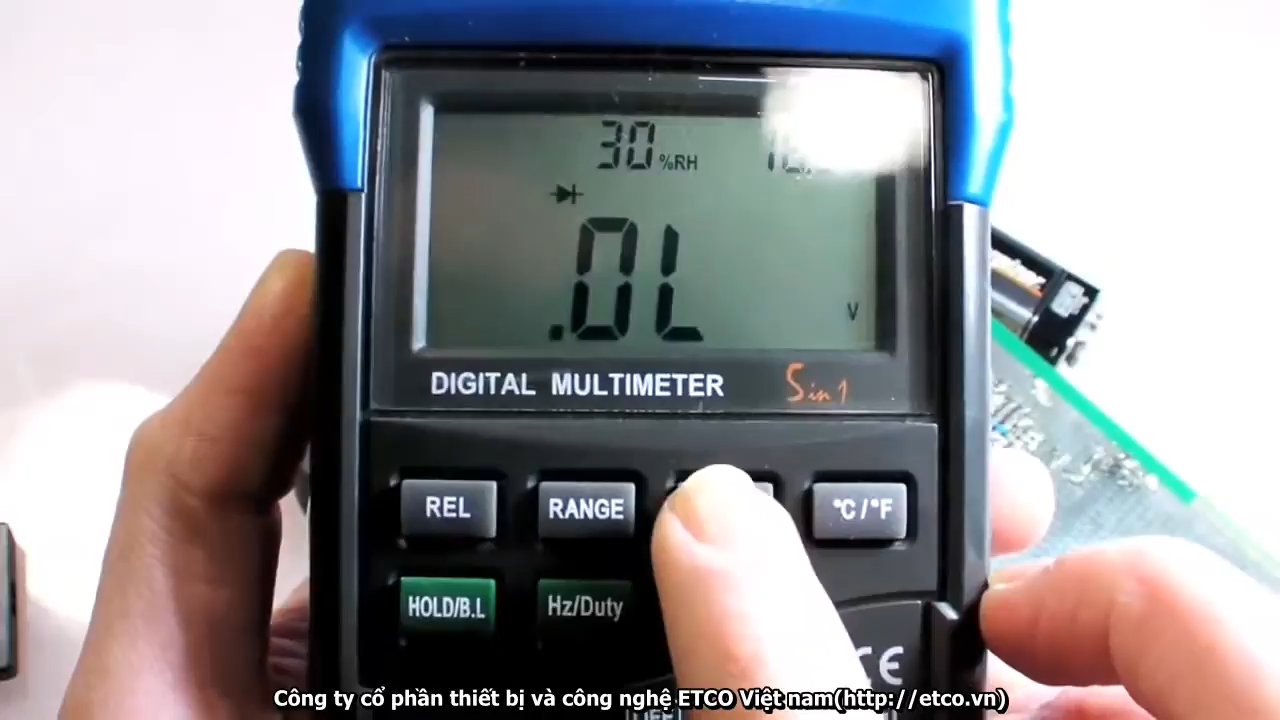 30 %RH
.0L
V
DIGITAL MULTIMETER
5 in 1
REL
RANGE
°C/°F
HOLD/B.L
Hz/Duty
CE
Công ty cổ phần thiết bị và công nghệ ETCO Việt nam(http://etco.vn)